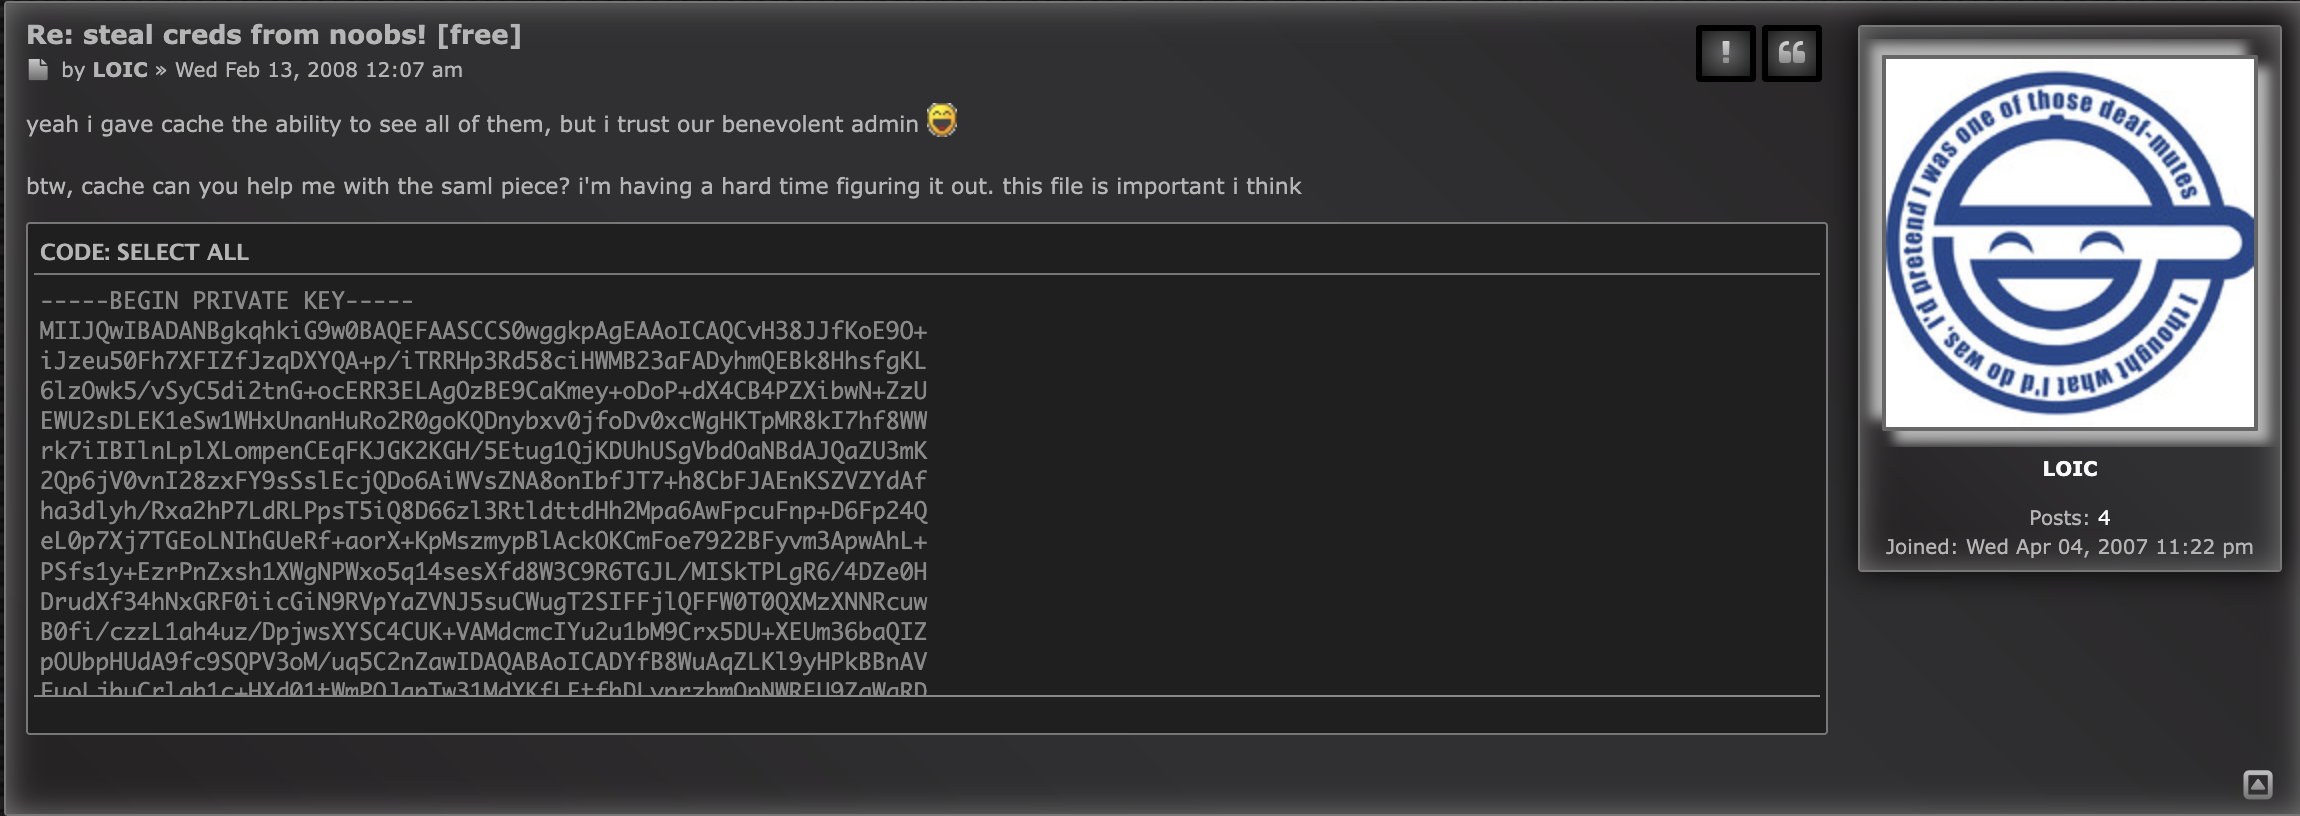 Re: steal creds from noobs! [free]
by LOIC » Wed Feb 13, 2008 12:07 am
yeah i gave cache the ability to see all of them, but i trust our benevolent admin
btw, cache can you help me with the saml piece? i'm having a hard time figuring it out. this file is important i think
CODE: SELECT ALL
-----BEGIN PRIVATE KEY-----
MIIJQwIBADANBgkqhkiG9w0BAQEFAASCCS0wggkpAgEAAoICAQCvH38JJfKoE9O+
iJzeu50Fh7XFIZfJzqDXYQA+p/iTRRHp3Rd58ciHWMB23aFADyhmQEBk8HhsfgKL
6lzOwk5/vSyC5di2tnG+ocERR3ELAgOzBE9CaKmey+oDoP+dX4CB4PZXibwN+ZzU
EWU2sDLEK1eSw1WHxUnanHuRo2R0goKQDnybxv0jfoDv0xcWgHKTpMR8kI7hf8WW
rk7iIBIlnLplXLompenCEqFKJGK2KGH/5Etug1QjKDUhUSgVbdOaNBdAJQaZU3mK
2Qp6jV0vnI28zxFY9sSslEcjQDo6AiWVsZNA8onIbfJT7+h8CbFJAEnKSZVZYdAf
ha3dlyh/Rxa2hP7LdRLPpsT5iQ8D66zl3RtldttdHh2Mpa6AwFpcuFnp+D6Fp24Q
eL0p7Xj7TGEoLNIhGUeRf+aorX+KpMszmypBlAckOKCmFoe7922BFyvm3ApwAhL+
PSfs1y+EzrPnZxsh1XWgNPWxo5q14sesXfd8W3C9R6TGJL/MISkTPLgR6/4DZe0H
DrudXf34hNxGRF0iicGiN9RVpYaZVNJ5suCWugT2SIFFjlQFFW0T0QXMzXNNRcuw
B0fi/czzL1ah4uz/DpjwsXYSC4CUK+VAMdcmcIYu2u1bM9Crx5DU+XEUm36baQIZ
pOUbpHUdA9fc9SQPV3oM/uq5C2nZawIDAQABAoICADYfB8WuAqZLKl9yHPkBBnAV
I thought what I'd do was, I'd pretend I was one of those deaf-mutes
LOIC
Posts: 4
Joined: Wed Apr 04, 2007 11:22 pm